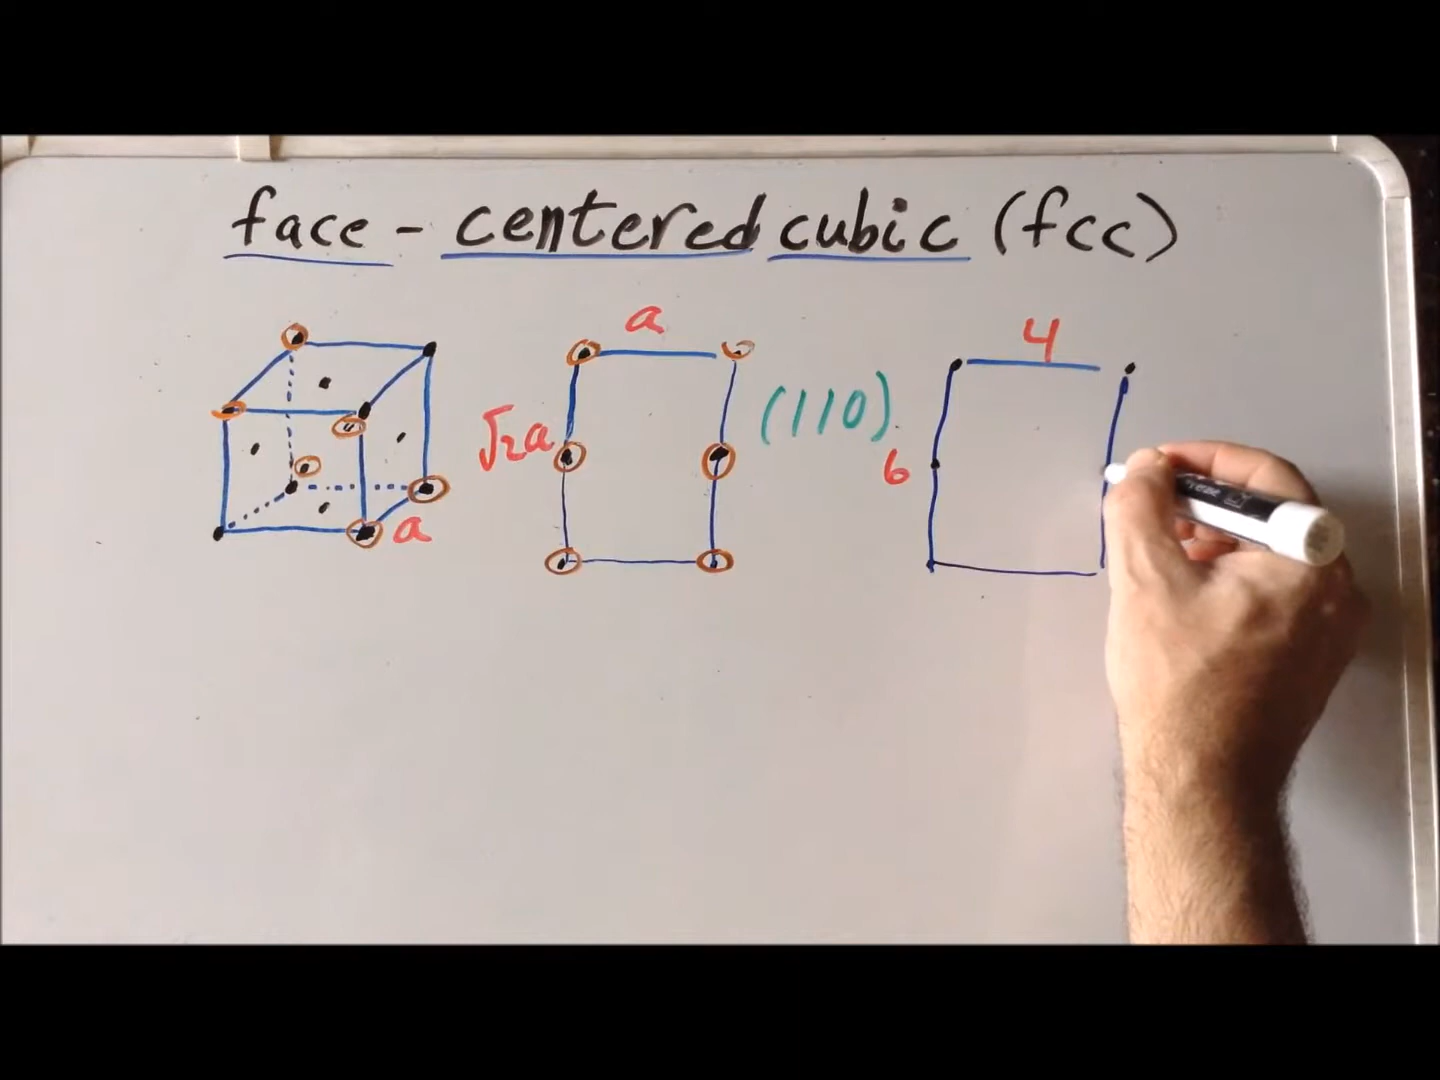 face-centered cubic (fcc)
a
4
(110)
√2a
6
a